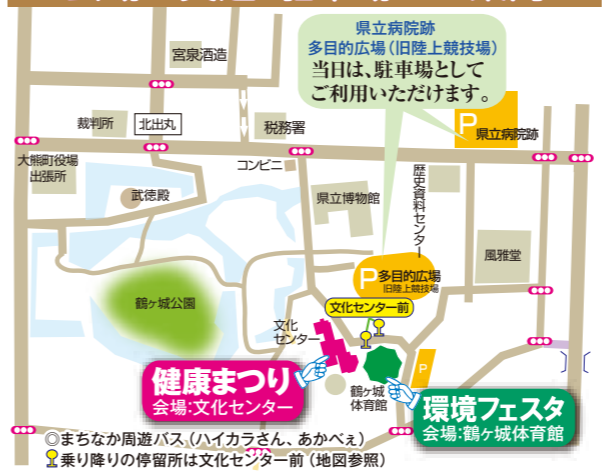 県立病院跡
多目的広場(旧陸上競技場)
当日は、駐車場として
ご利用いただけます。
宮泉酒造
P
県立病院跡
裁判所
北出丸
税務署
大熊町役場
出張所
コンビニ
武徳殿
県立博物館
歴史資料センター
風雅堂
P多目的広場
旧陸上競技場
鶴ヶ城公園
文化センター前
文化
センター
P
健康まつり
会場:文化センター
鶴ヶ城
体育館
環境フェスタ
会場:鶴ヶ城体育館
◎まちなか周遊バス(ハイカラさん、あかべぇ)
乗り降りの停留所は文化センター前(地図参照)